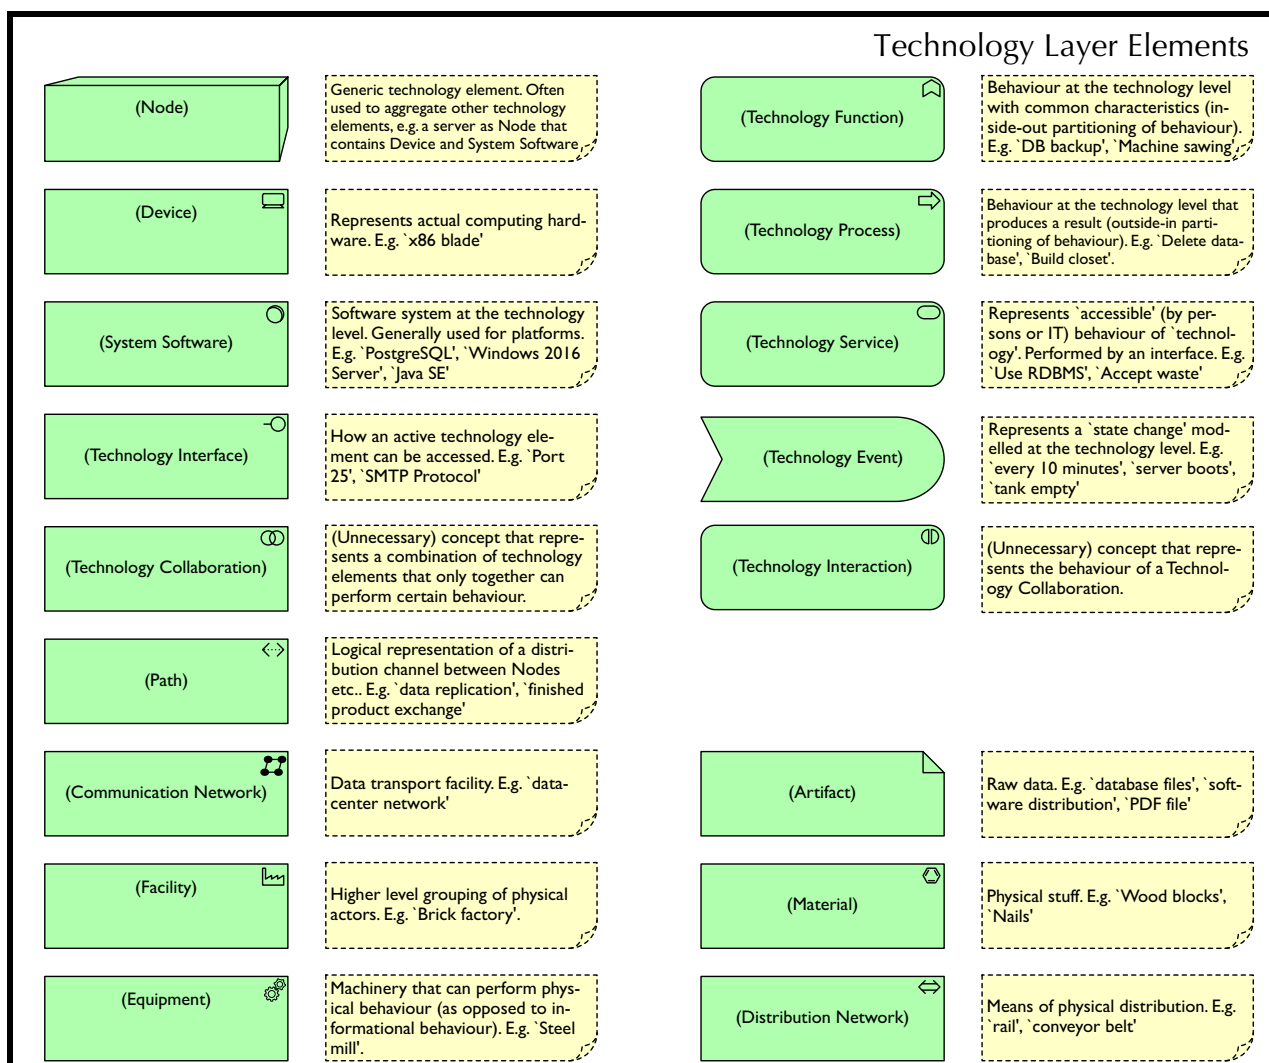 Technology Layer Elements
(Node)
Generic technology element. Often
used to aggregate other technology
elements, e.g. a server as Node that
contains Device and System Software
(Technology Function)
Behaviour at the technology level
with common characteristics (in-
side-out partitioning of behaviour).
E.g. `DB backup', `Machine sawing'
(Device)
Represents actual computing hard-
ware. E.g. `x86 blade'
(Technology Process)
Behaviour at the technology level that
produces a result (outside-in parti-
tioning of behaviour). E.g. `Delete data-
base', `Build closet'.
(System Software)
Software system at the technology
level. Generally used for platforms.
E.g. `PostgreSQL', `Windows 2016
Server', `Java SE'
(Technology Service)
Represents `accessible' (by per-
sons or IT) behaviour of `technol-
ogy'. Performed by an interface. E.g.
`Use RDBMS', `Accept waste'
(Technology Interface)
How an active technology ele-
ment can be accessed. E.g. `Port
25', `SMTP Protocol'
(Technology Event)
Represents a `state change' mod-
elled at the technology level. E.g.
`every 10 minutes', `server boots',
`tank empty'
(Technology Collaboration)
(Unnecessary) concept that repre-
sents a combination of technology
elements that only together can
perform certain behaviour.
(Technology Interaction)
(Unnecessary) concept that repre-
sents the behaviour of a Technol-
ogy Collaboration.
(Path)
Logical representation of a distri-
bution channel between Nodes
etc.. E.g. `data replication', `finished
product exchange'
(Communication Network)
Data transport facility. E.g. `data-
center network'
(Artifact)
Raw data. E.g. `database files', `soft-
ware distribution', `PDF file'
(Facility)
Higher level grouping of physical
actors. E.g. `Brick factory'.
(Material)
Physical stuff. E.g. `Wood blocks',
`Nails'
(Equipment)
Machinery that can perform phys-
ical behaviour (as opposed to in-
formational behaviour). E.g. `Steel
mill'.
(Distribution Network)
Means of physical distribution. E.g.
`rail', `conveyor belt'